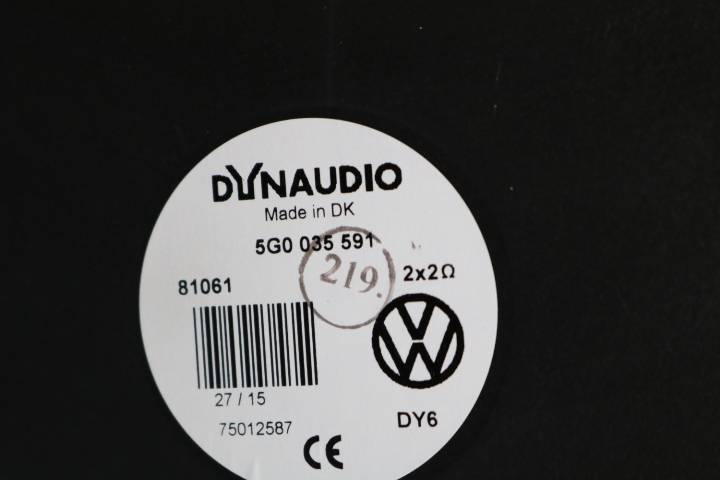 DYNAUDIO
Made in DK
5G0 035 591
219.
81061
2x2Ω
27 / 15
75012587
DY6
CE